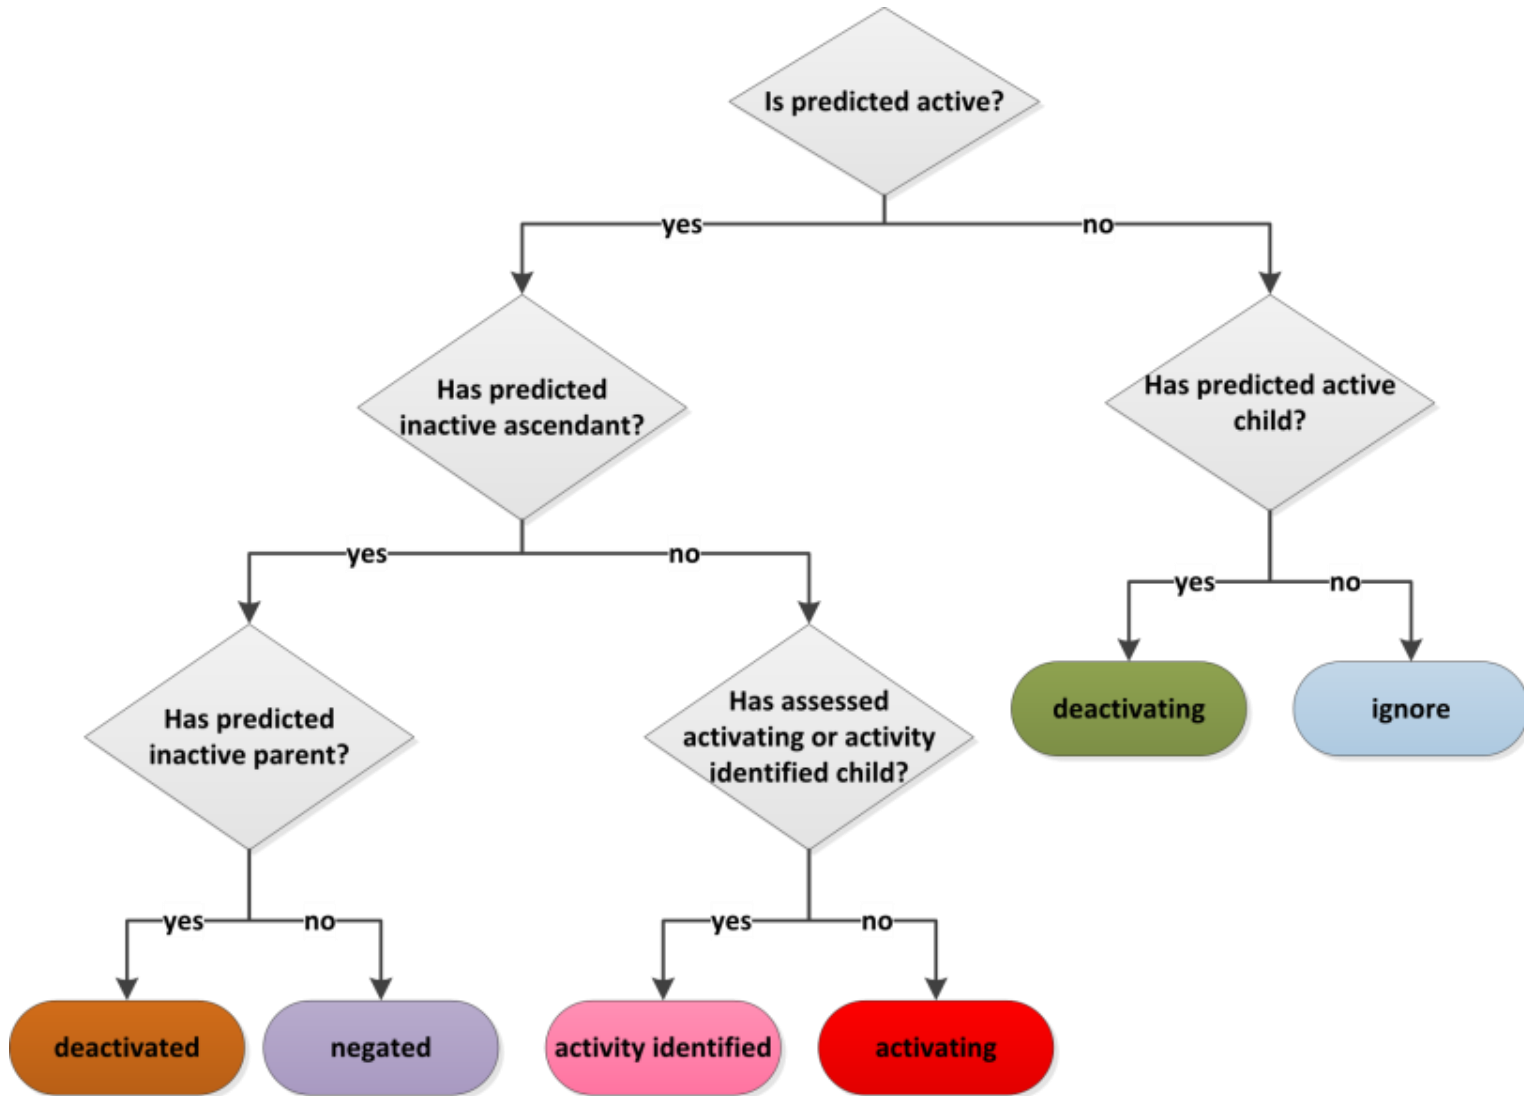 Is predicted active?
yes
no
Has predicted
inactive ascendant?
Has predicted active
child?
yes
no
yes
no
deactivating
ignore
Has predicted
inactive parent?
Has assessed
activating or activity
identified child?
yes
no
yes
no
deactivated
negated
activity identified
activating